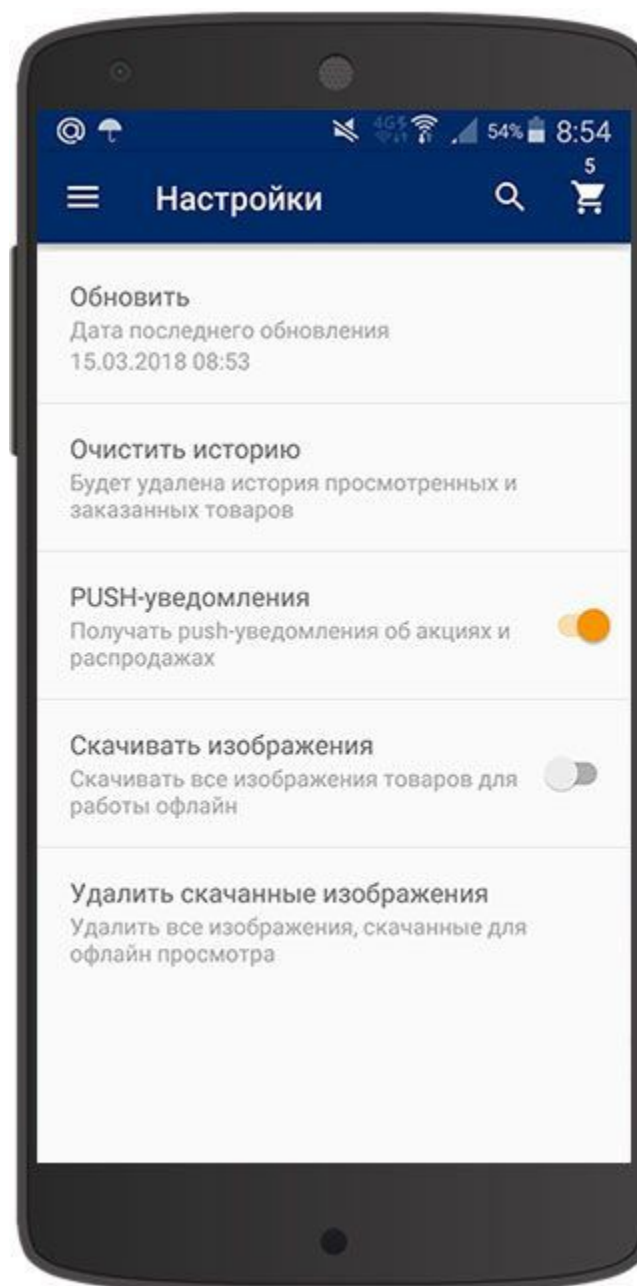 @ 4G 54% 8:54
5
Настройки
Обновить
Дата последнего обновления
15.03.2018 08:53
Очистить историю
Будет удалена история просмотренных и
заказанных товаров
PUSH-уведомления
Получать push-уведомления об акциях и
распродажах
Скачивать изображения
Скачивать все изображения товаров для
работы офлайн
Удалить скачанные изображения
Удалить все изображения, скачанные для
офлайн просмотра